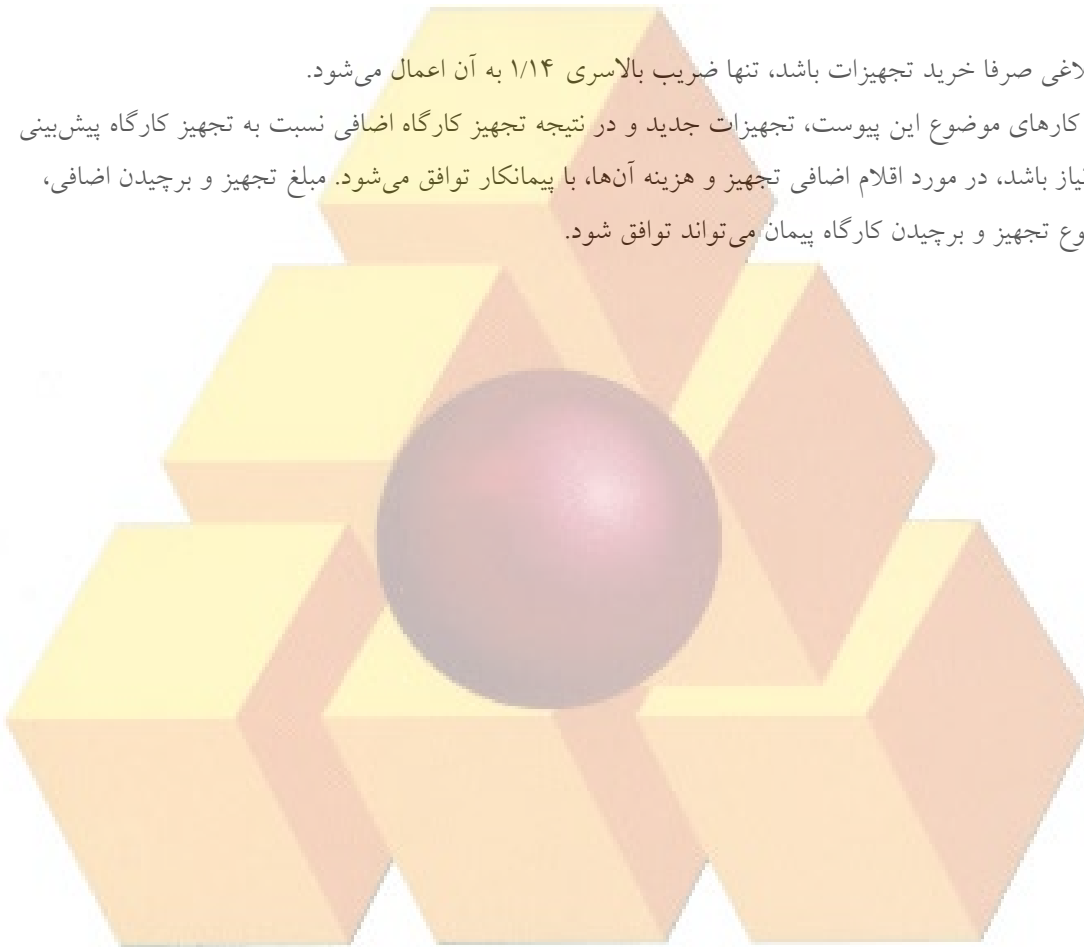 لاغی صرفا خرید تجهیزات باشد، تنها ضریب بالاسری ۱/۱۴ به آن اعمال می‌شود.
کارهای موضوع این پیوست، تجهیزات جدید و در نتیجه تجهیز کارگاه اضافی نسبت به تجهیز کارگاه پیش‌بینی
نیاز باشد، در مورد اقلام اضافی تجهیز و هزینه آن‌ها، با پیمانکار توافق می‌شود. مبلغ تجهیز و برچیدن اضافی،
وع تجهیز و برچیدن کارگاه پیمان می‌تواند توافق شود.